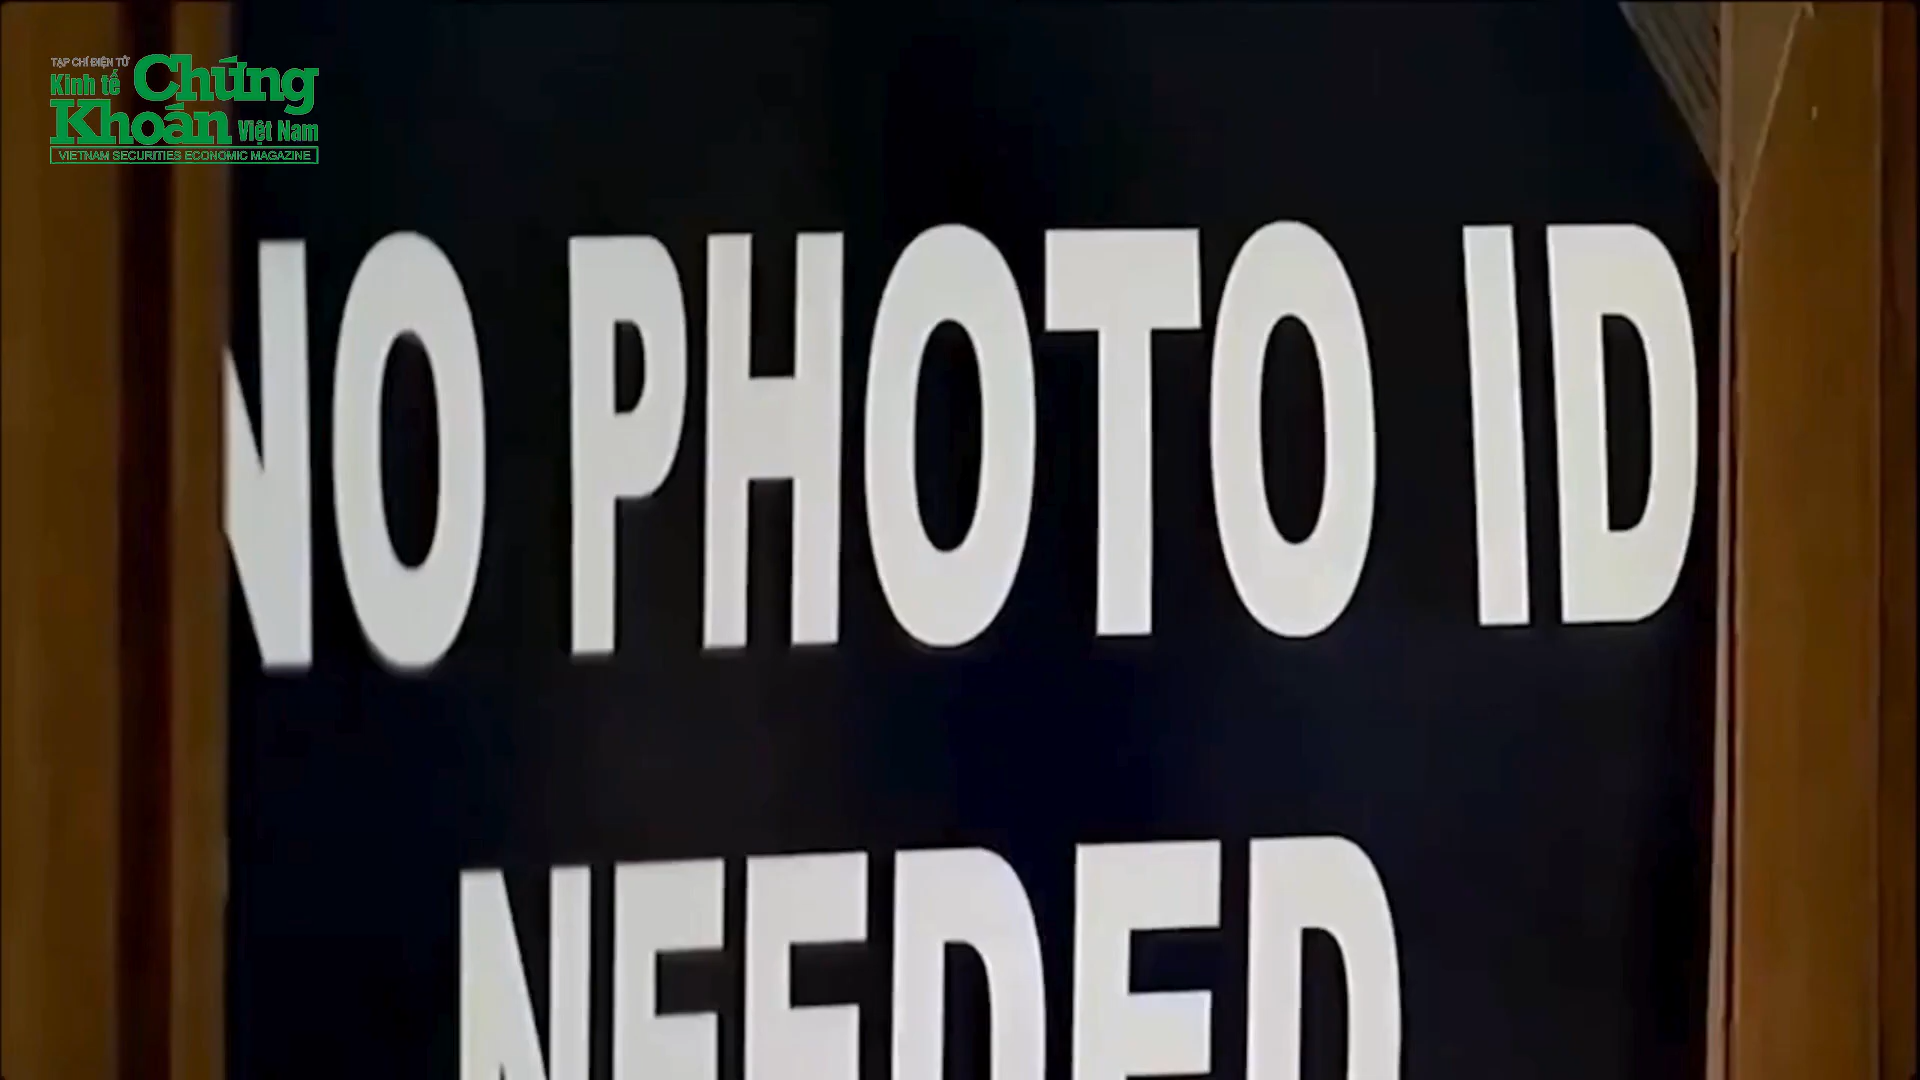 TẠP CHÍ ĐIỆN TỬ
Kinh tế Chứng
Khoán Việt Nam
VIETNAM SECURITIES ECONOMIC MAGAZINE
NO PHOTO ID
NEEDED